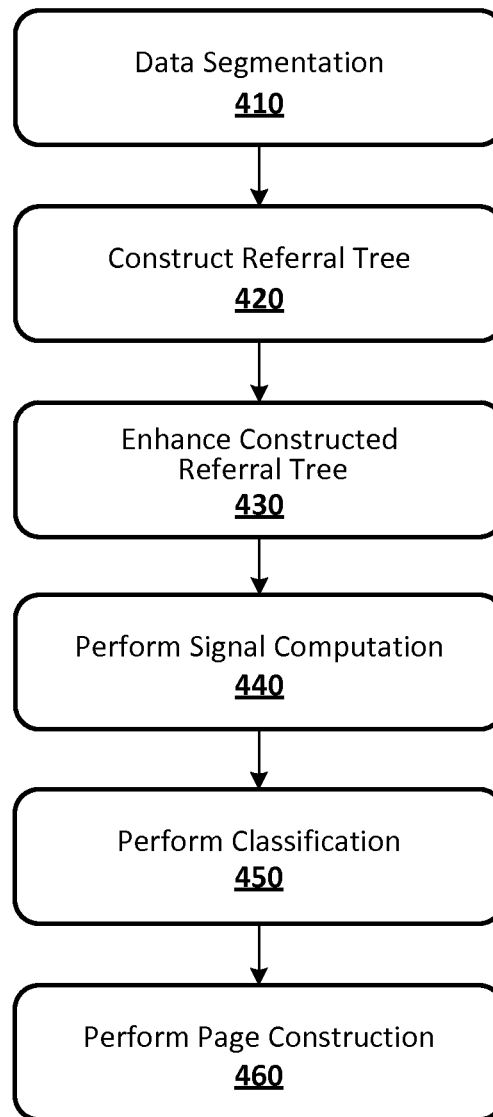 Data Segmentation
410
Construct Referral Tree
420
Enhance Constructed
Referral Tree
430
Perform Signal Computation
440
Perform Classification
450
Perform Page Construction
460